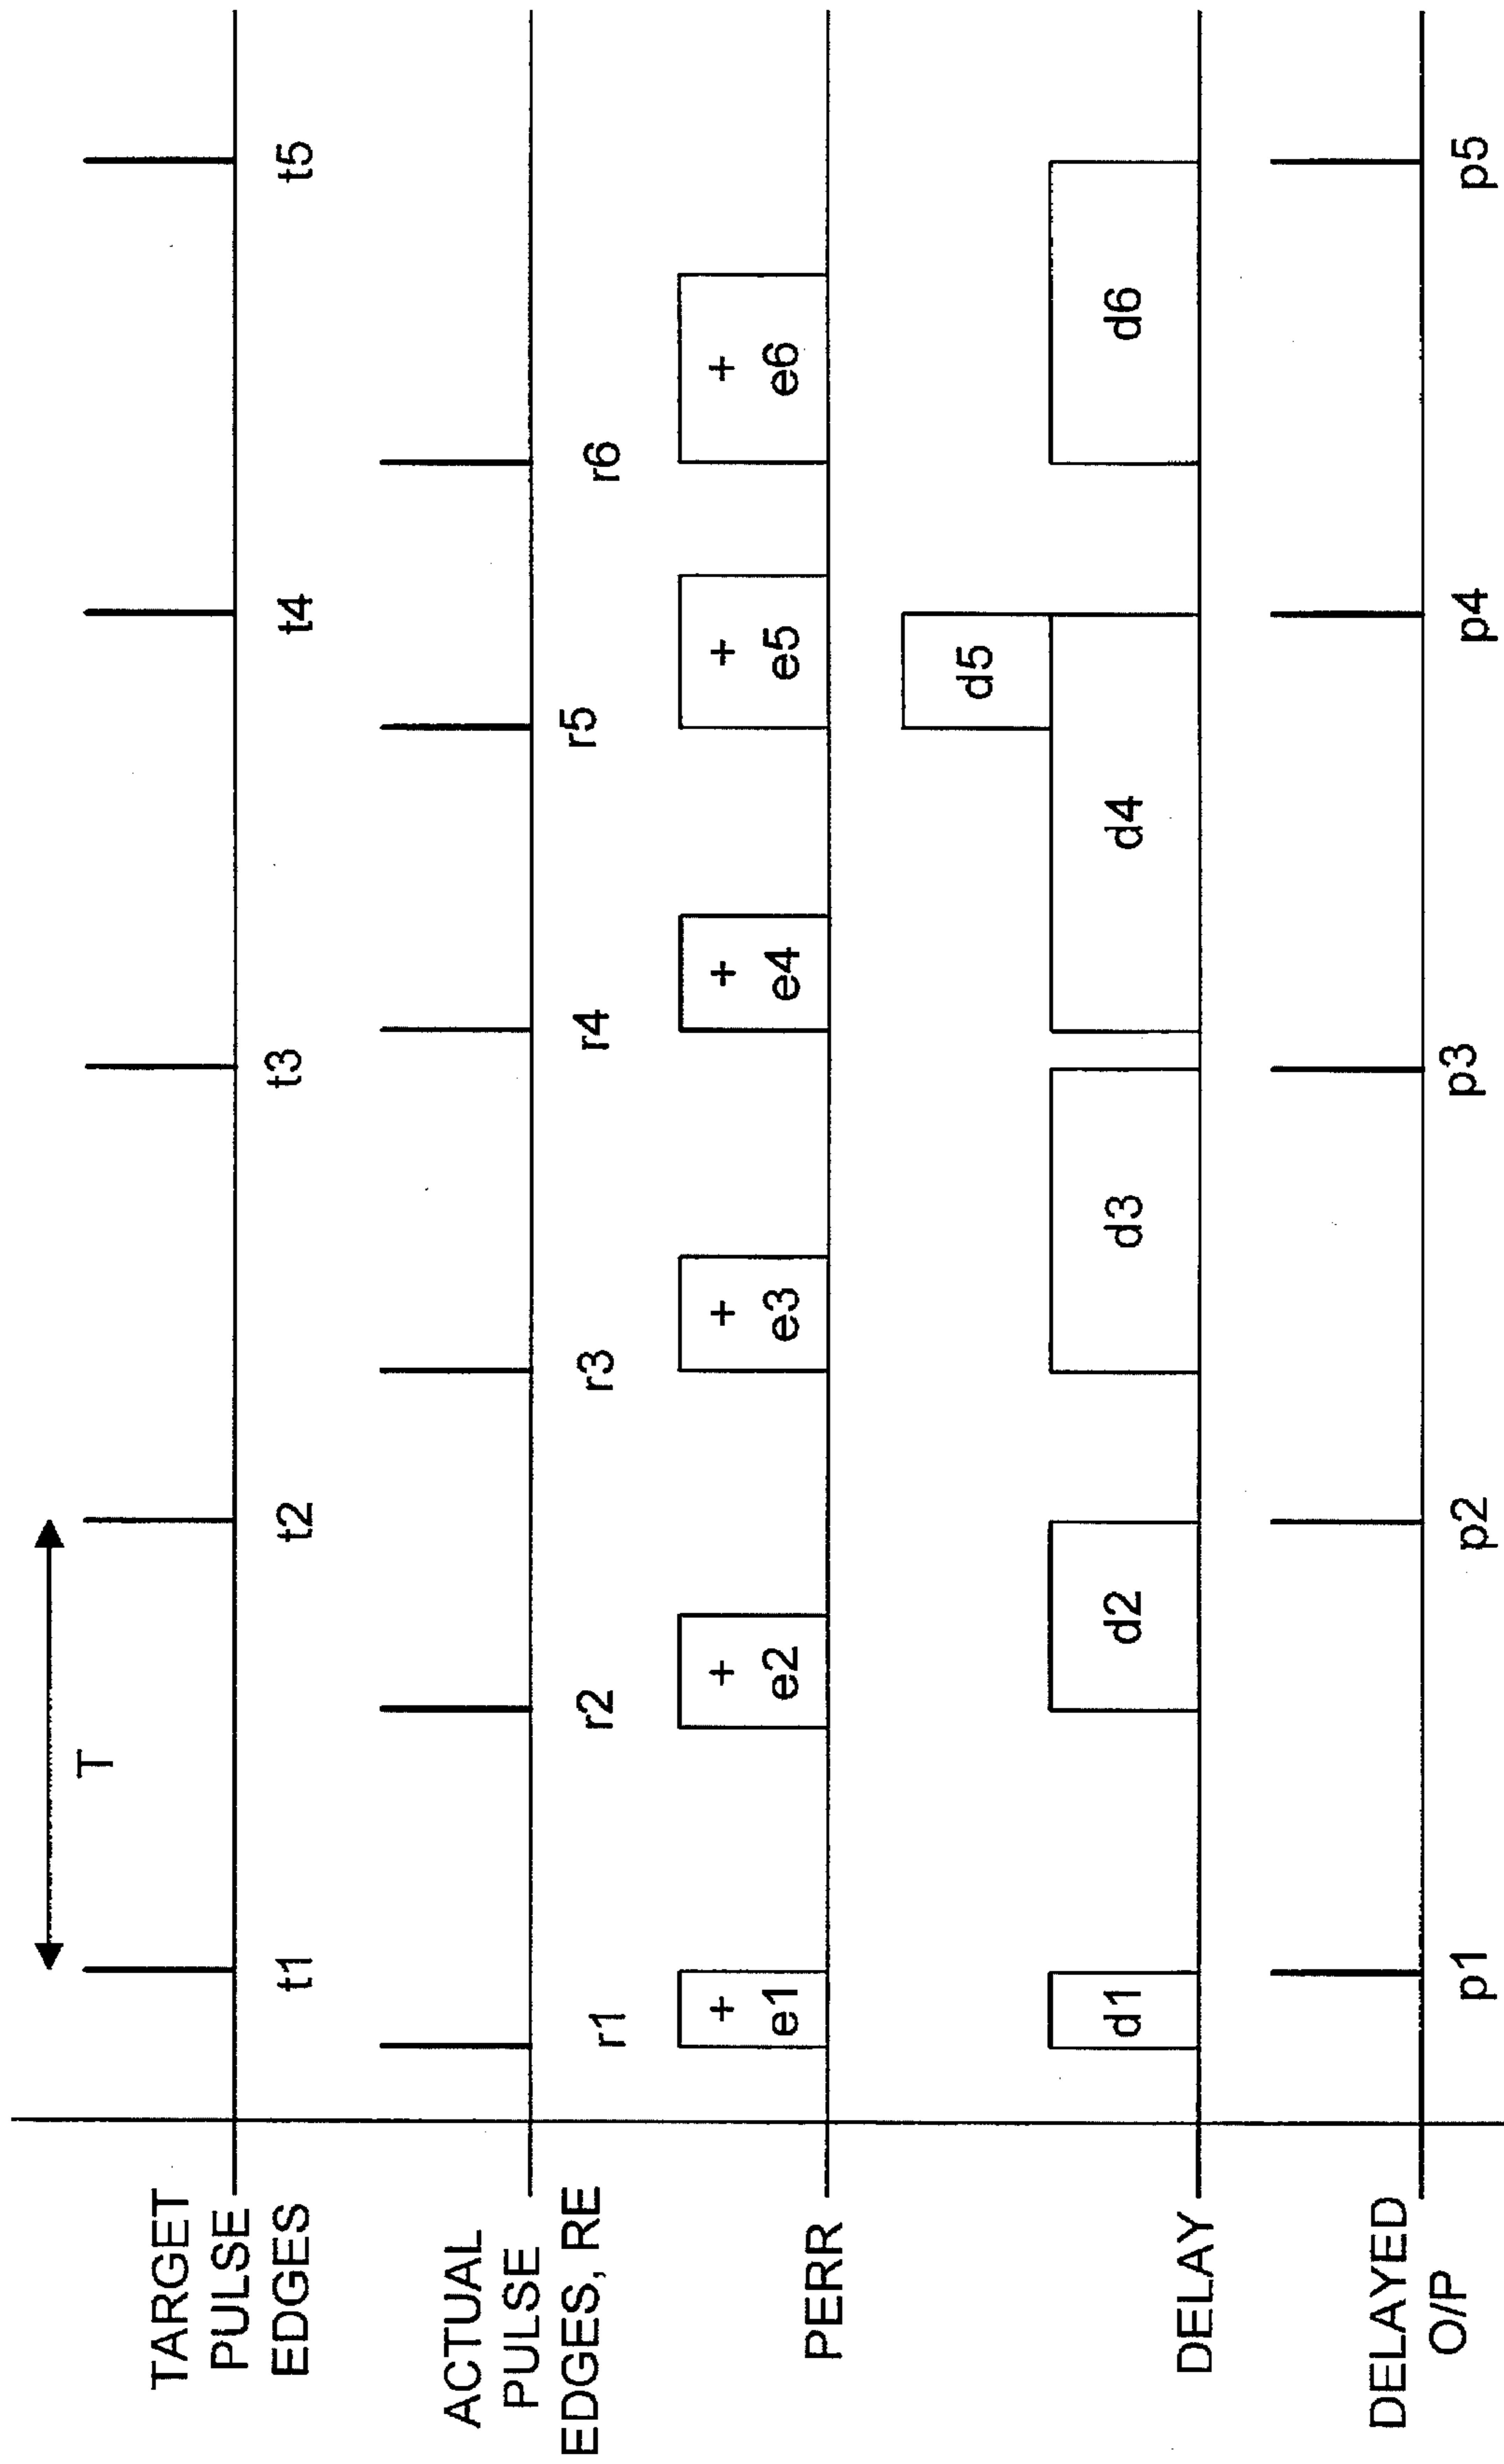 T
TARGET
PULSE
EDGES
t1 t2 t3 t4 t5
ACTUAL
PULSE
EDGES, RE
r1 r2 r3 r4 r5 r6
PERR
+ + + + + +
e1 e2 e3 e4 e5 e6
d5
DELAY
d1 d2 d3 d4 d6
DELAYED
O/P
p1 p2 p3 p4 p5